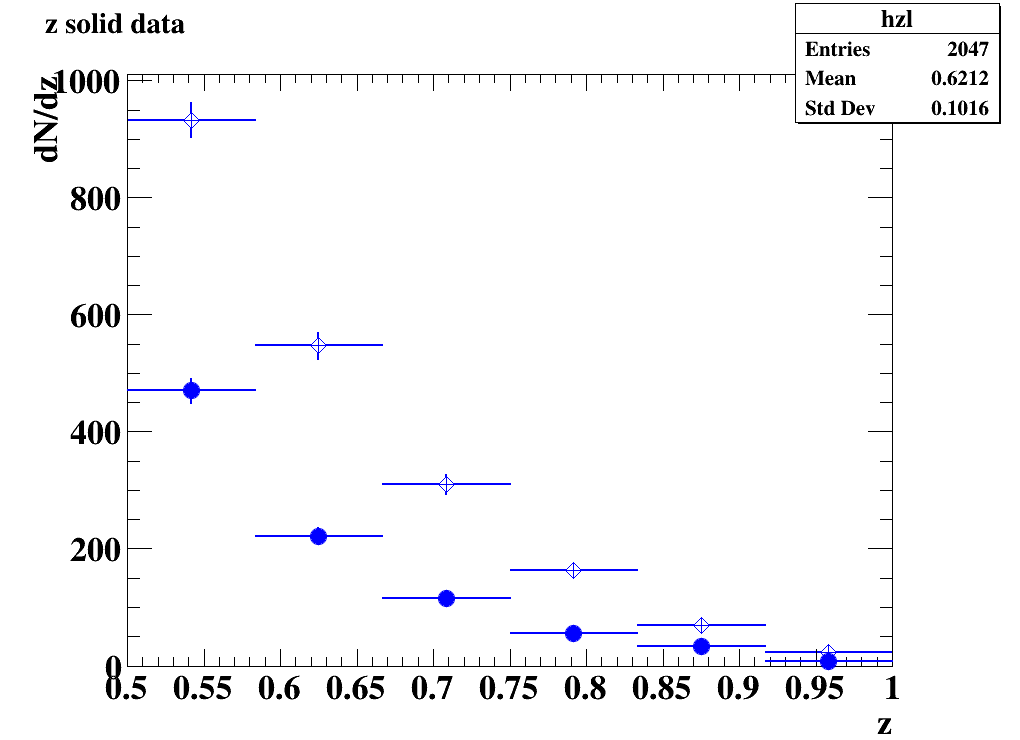 z solid data
hzl
Entries 2047
Mean 0.6212
Std Dev 0.1016
dN/dz
1000
800
600
400
200
0
0.5 0.55 0.6 0.65 0.7 0.75 0.8 0.85 0.9 0.95 1
z